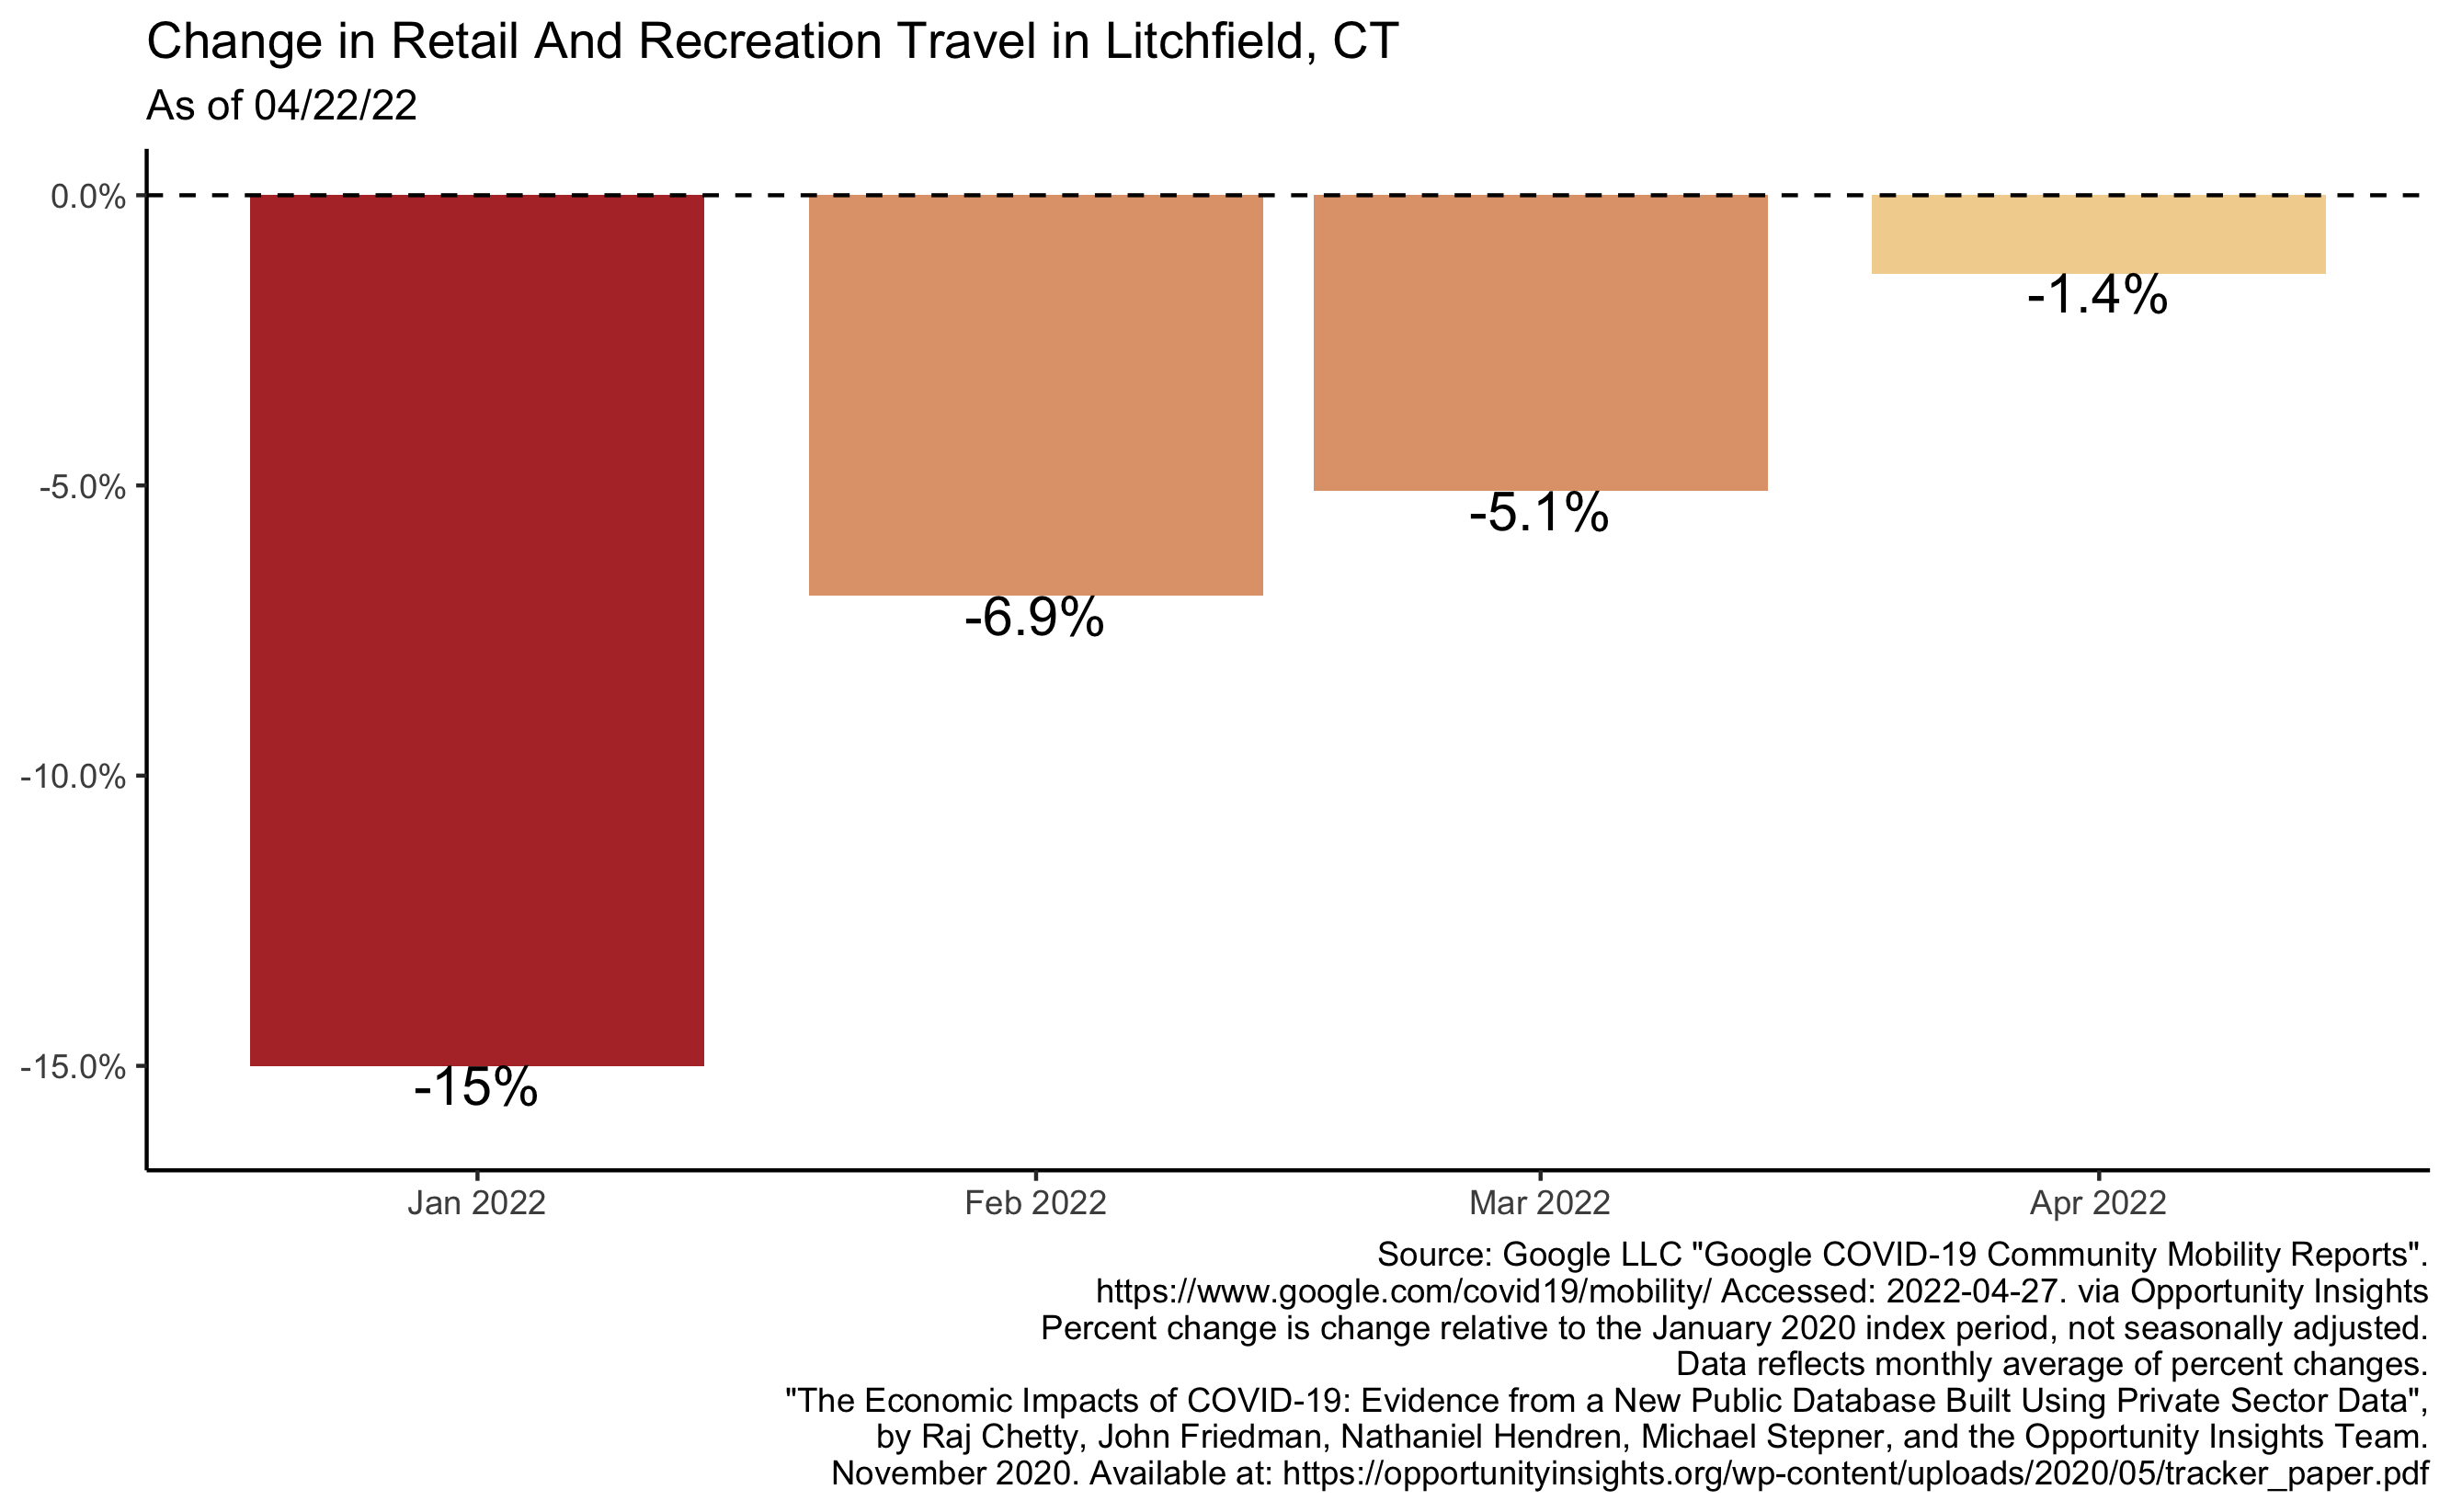 Change in Retail And Recreation Travel in Litchfield, CT
As of 04/22/22
0.0%
-5.0%
-10.0%
-15.0%
-15%
-6.9%
-5.1%
-1.4%
Jan 2022
Feb 2022
Mar 2022
Apr 2022
Source: Google LLC "Google COVID-19 Community Mobility Reports".
https://www.google.com/covid19/mobility/ Accessed: 2022-04-27. via Opportunity Insights
Percent change is change relative to the January 2020 index period, not seasonally adjusted.
Data reflects monthly average of percent changes.
"The Economic Impacts of COVID-19: Evidence from a New Public Database Built Using Private Sector Data",
by Raj Chetty, John Friedman, Nathaniel Hendren, Michael Stepner, and the Opportunity Insights Team.
November 2020. Available at: https://opportunityinsights.org/wp-content/uploads/2020/05/tracker_paper.pdf